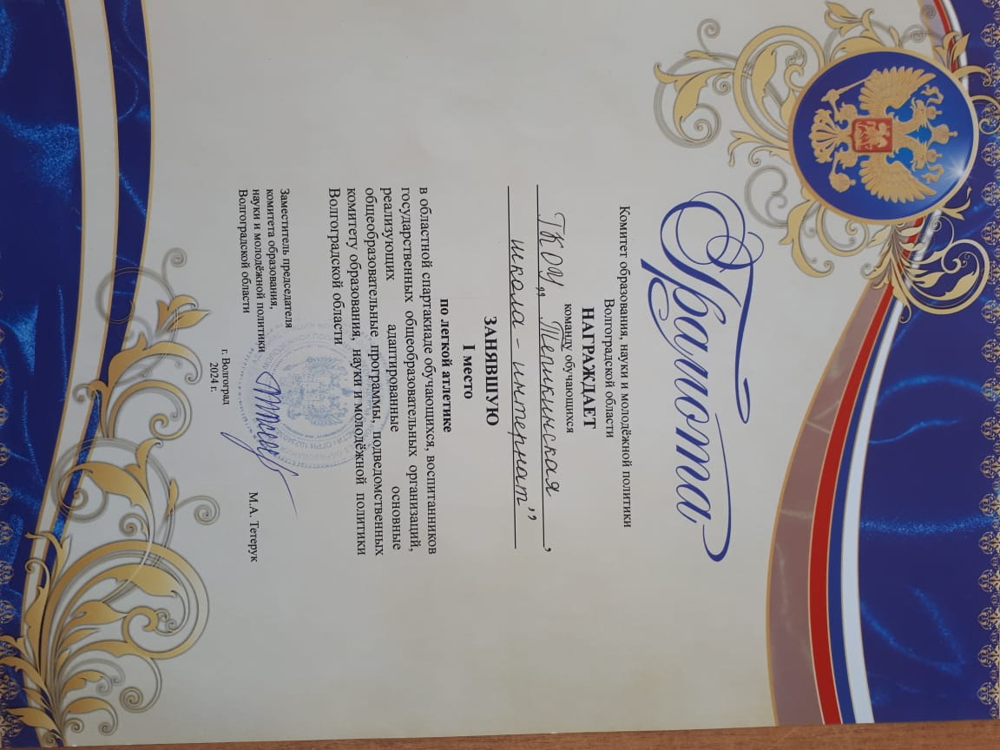 Грамота
Комитет образования, науки и молодёжной политики
Волгоградской области
НАГРАЖДАЕТ
команду обучающихся
ГКОУ „Тепикинская ,
школа - интернат”
ЗАНЯВШУЮ
I место
по легкой атлетике
в областной спартакиаде обучающихся, воспитанников
государственных общеобразовательных организаций,
реализующих адаптированные основные
общеобразовательные программы, подведомственных
комитету образования, науки и молодёжной политики
Волгоградской области
Заместитель председателя
комитета образования,
науки и молодёжной политики
Волгоградской области
М.А. Тетерук
г. Волгоград
2024 г.